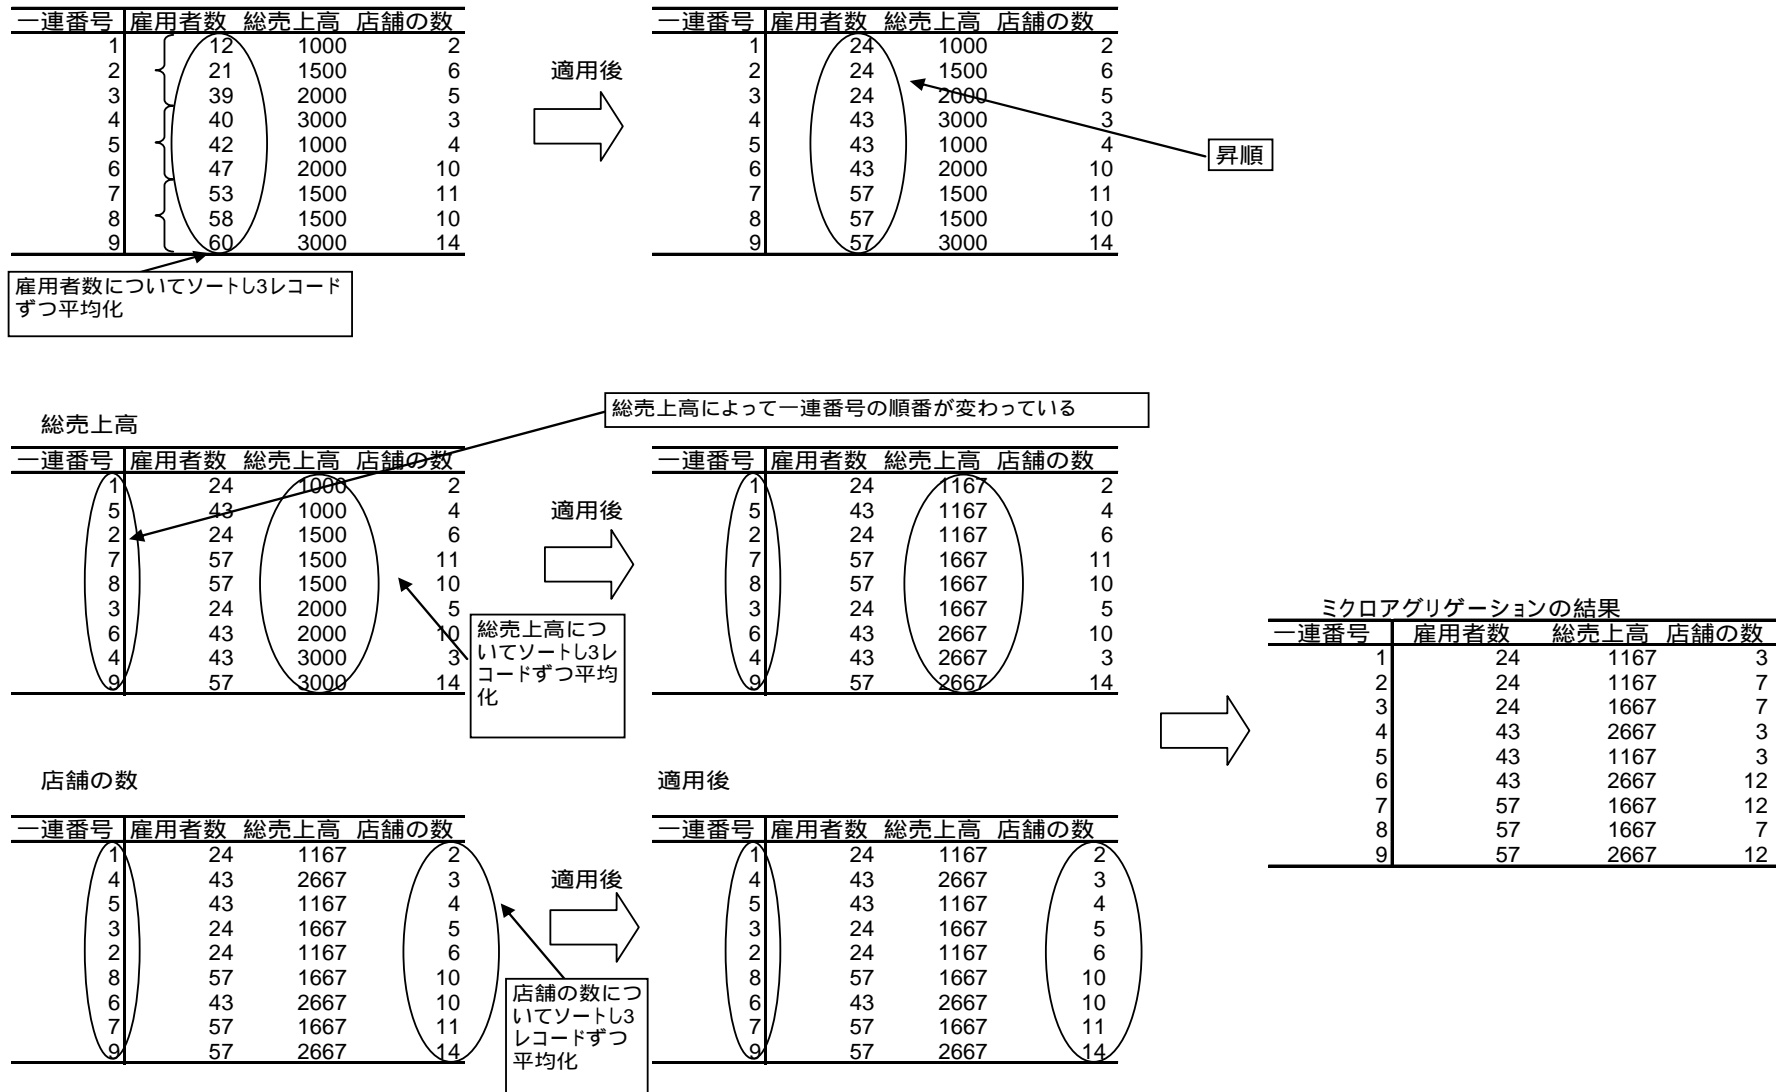 一連番号 雇用者数 総売上高 店舗の数
1 12 1000 2
2 21 1500 6
3 39 2000 5
4 40 3000 3
5 42 1000 4
6 47 2000 10
7 53 1500 11
8 58 1500 10
9 60 3000 14
雇用者数についてソートし3レコード
ずつ平均化
適用後
一連番号 雇用者数 総売上高 店舗の数
1 24 1000 2
2 24 1500 6
3 24 2000 5
4 43 3000 3
5 43 1000 4
6 43 2000 10
7 57 1500 11
8 57 1500 10
9 57 3000 14
昇順
総売上高
総売上高によって一連番号の順番が変わっている
一連番号 雇用者数 総売上高 店舗の数
1 24 1000 2
5 43 1000 4
2 24 1500 6
7 57 1500 11
8 57 1500 10
3 24 2000 5
6 43 2000 10
4 43 3000 3
9 57 3000 14
総売上高につ
いてソートし3レ
コードずつ平均
化
適用後
一連番号 雇用者数 総売上高 店舗の数
1 24 1167 2
5 43 1167 4
2 24 1167 6
7 57 1667 11
8 57 1667 10
3 24 1667 5
6 43 2667 10
4 43 2667 3
9 57 2667 14
店舗の数
一連番号 雇用者数 総売上高 店舗の数
1 24 1167 2
4 43 2667 3
5 43 1167 4
3 24 1667 5
2 24 1167 6
8 57 1667 10
6 43 2667 10
7 57 1667 11
9 57 2667 14
店舗の数につ
いてソートし3
レコードずつ
平均化
適用後
適用後
一連番号 雇用者数 総売上高 店舗の数
1 24 1167 2
4 43 2667 3
5 43 1167 4
3 24 1667 5
2 24 1167 6
8 57 1667 10
6 43 2667 10
7 57 1667 11
9 57 2667 14
ミクロアグリゲーションの結果
一連番号 雇用者数 総売上高 店舗の数
1 24 1167 3
2 24 1167 7
3 24 1667 7
4 43 2667 3
5 43 1167 3
6 43 2667 12
7 57 1667 12
8 57 1667 7
9 57 2667 12